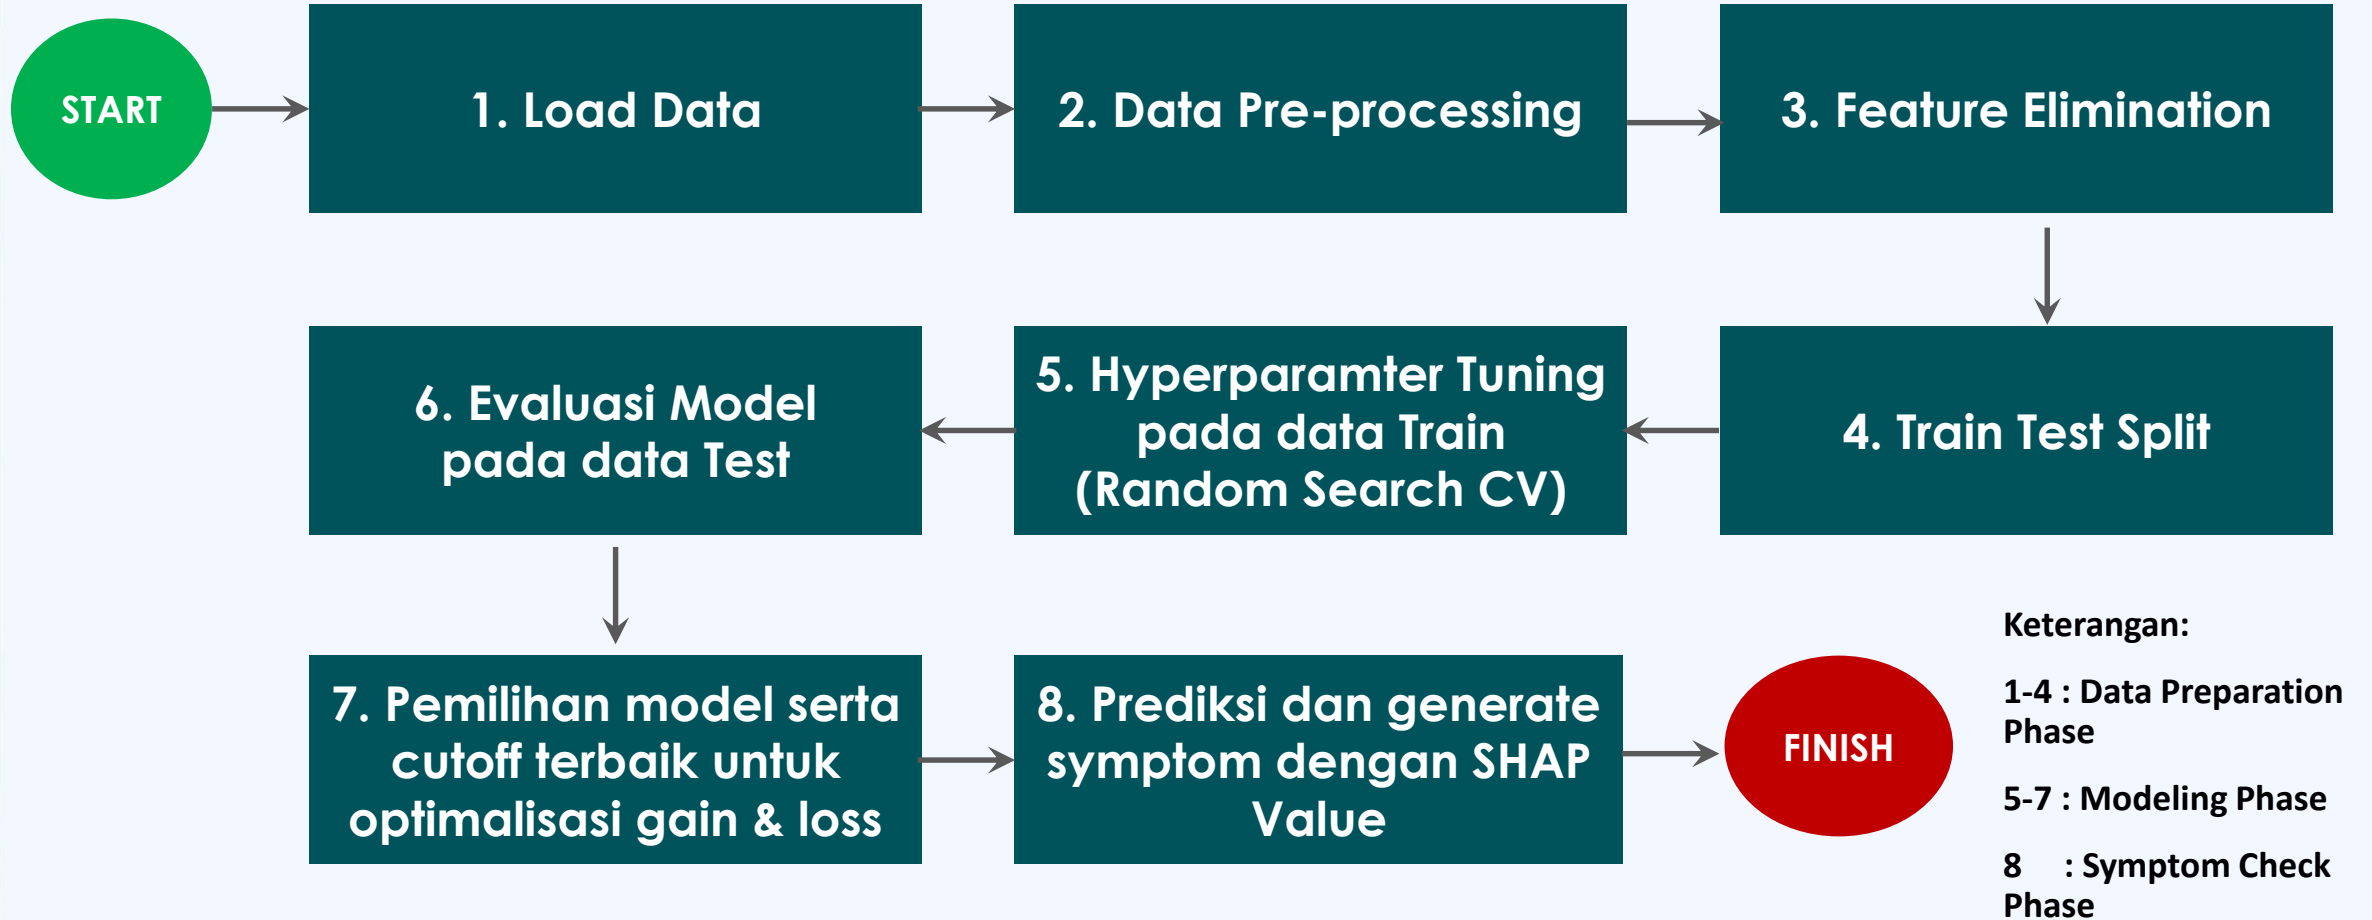 START
1. Load Data
2. Data Pre-processing
3. Feature Elimination
4. Train Test Split
5. Hyperparamter Tuning
pada data Train
(Random Search CV)
6. Evaluasi Model
pada data Test
7. Pemilihan model serta
cutoff terbaik untuk
optimalisasi gain & loss
8. Prediksi dan generate
symptom dengan SHAP
Value
FINISH
Keterangan:
1-4 : Data Preparation
Phase
5-7 : Modeling Phase
8 : Symptom Check
Phase